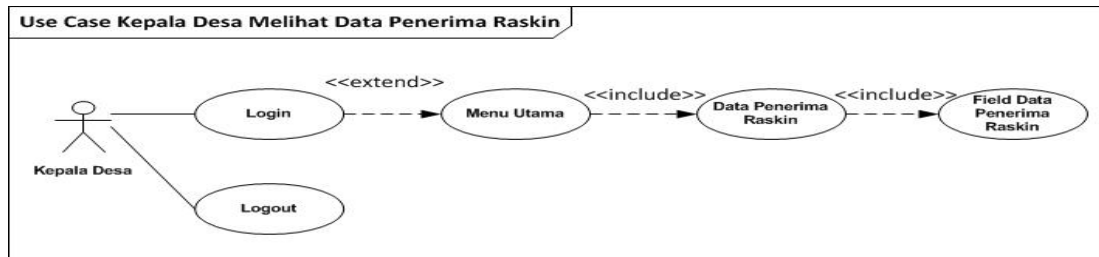 Use Case Kepala Desa Melihat Data Penerima Raskin
<<extend>>
<<include>>
<<include>>
Login
Menu Utama
Data Penerima
Raskin
Field Data
Penerima
Raskin
Kepala Desa
Logout